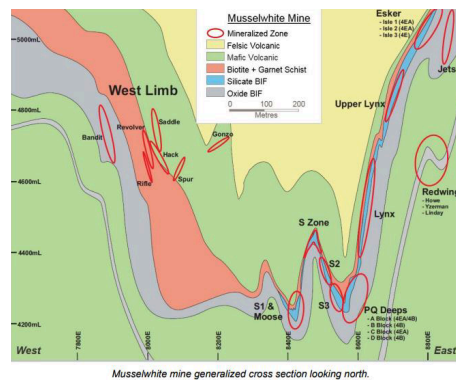 Musselwhite Mine
Mineralized Zone
Felsic Volcanic
Mafic Volcanic
Biotite + Garnet Schist
Silicate BIF
Oxide BIF
0 100 200
Metres
Esker
- Isle 1 (4EA)
- Isle 2 (4EA)
- Isle 3 (4E)
5000mL
Jets
West Limb
Upper Lynx
4800mL
Saddle
Revolver
Gonzo
Bandit
Hack
Redwing
- Howe
- Yzerman
- Lindsy
Rifle
Spur
4600mL
Lynx
S Zone
4400mL
S2
S1 &
Moose
S3
PQ Deeps
- A Block (4EA/4B)
- B Block (4B)
- C Block (4EA)
- D Block (4B)
4200mL
West
7800E
8000E
8200E
8400E
8600E
8800E
East
Musselwhite mine generalized cross section looking north.